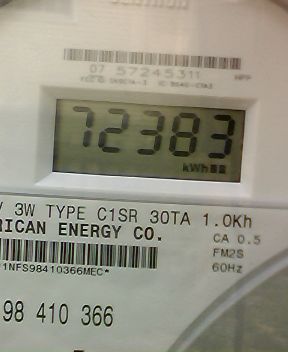 07 57245311
72383
kWh
V 3W TYPE C1SR 30TA 1.0Kh
RICAN ENERGY CO.
CA 0.5
FM2S
1NFS98410366MEC*
60Hz
98 410 366